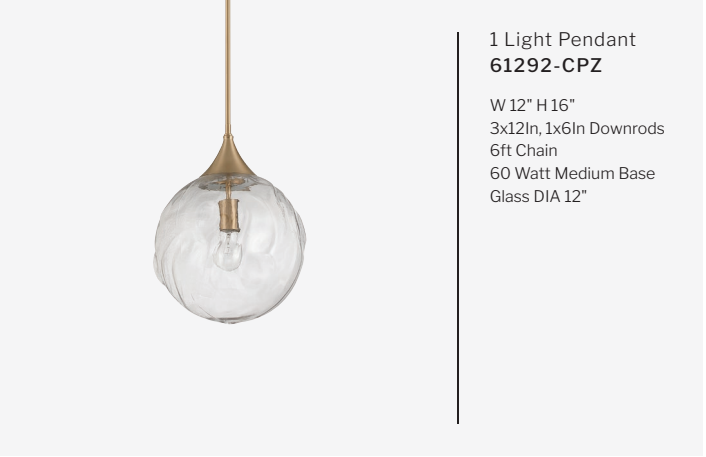 1 Light Pendant
61292-CPZ
W 12" H 16"
3x12In, 1x6In Downrods
6ft Chain
60 Watt Medium Base
Glass DIA 12"